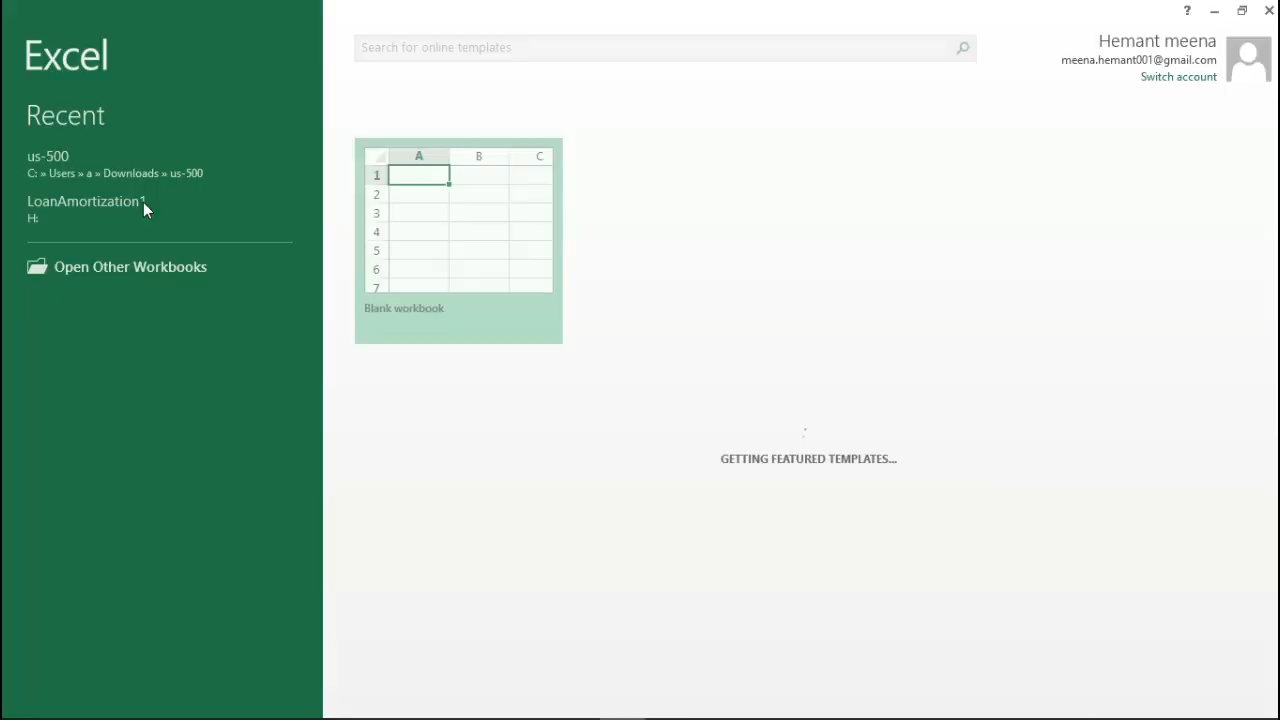 ?
Excel
Search for online templates
Hemant meena
meena.hemant001@gmail.com
Switch account
Recent
us-500
C: » Users » a » Downloads » us-500
LoanAmortization1
H:
Open Other Workbooks
A B C
1
2
3
4
5
6
7
Blank workbook
GETTING FEATURED TEMPLATES...